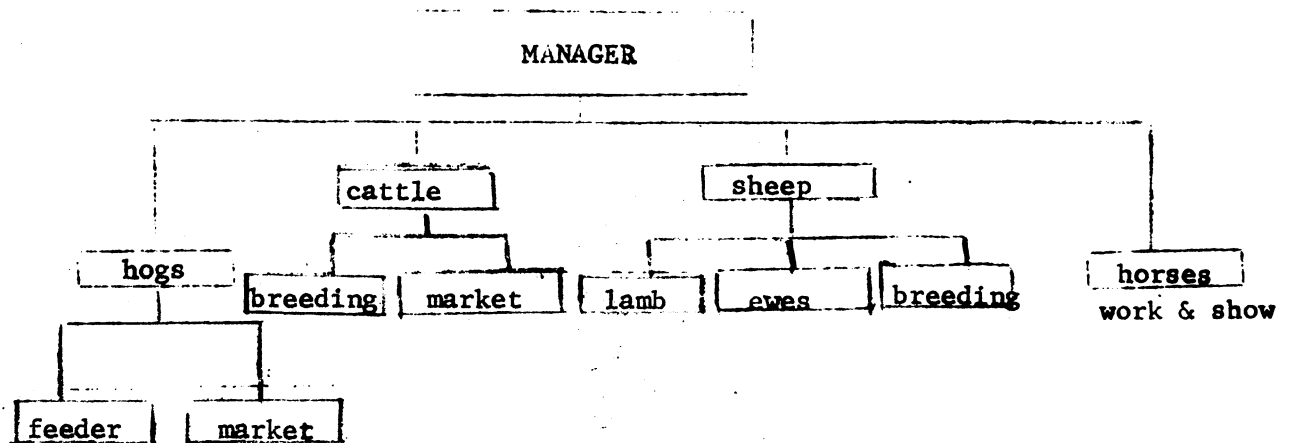 MANAGER
cattle
sheep
hogs
horses
breeding
market
lamb
ewes
breeding
work & show
feeder
market